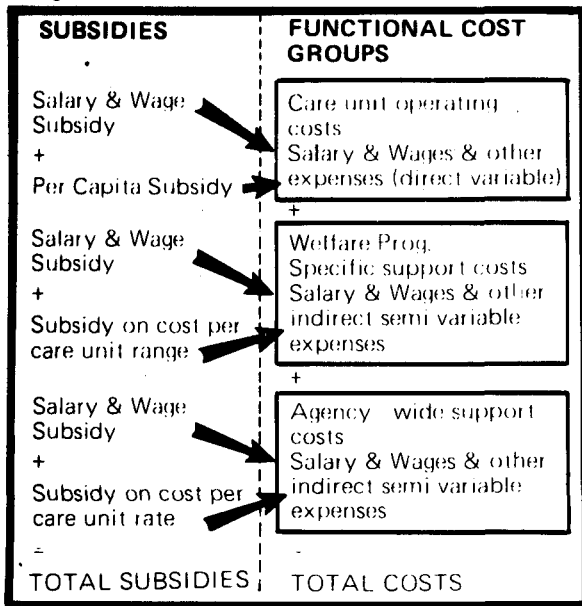 SUBSIDIES
Salary & Wage
Subsidy
+
Per Capita Subsidy
Salary & Wage
Subsidy
+
Subsidy on cost per
care unit range
Salary & Wage
Subsidy
+
Subsidy on cost per
care unit rate
TOTAL SUBSIDIES
FUNCTIONAL COST
GROUPS
Care unit operating
costs
Salary & Wages & other
expenses (direct variable)
+
Welfare Prog.
Specific support costs
Salary & Wages & other
indirect semi variable
expenses
+
Agency wide support
costs
Salary & Wages & other
indirect semi variable
expenses
TOTAL COSTS